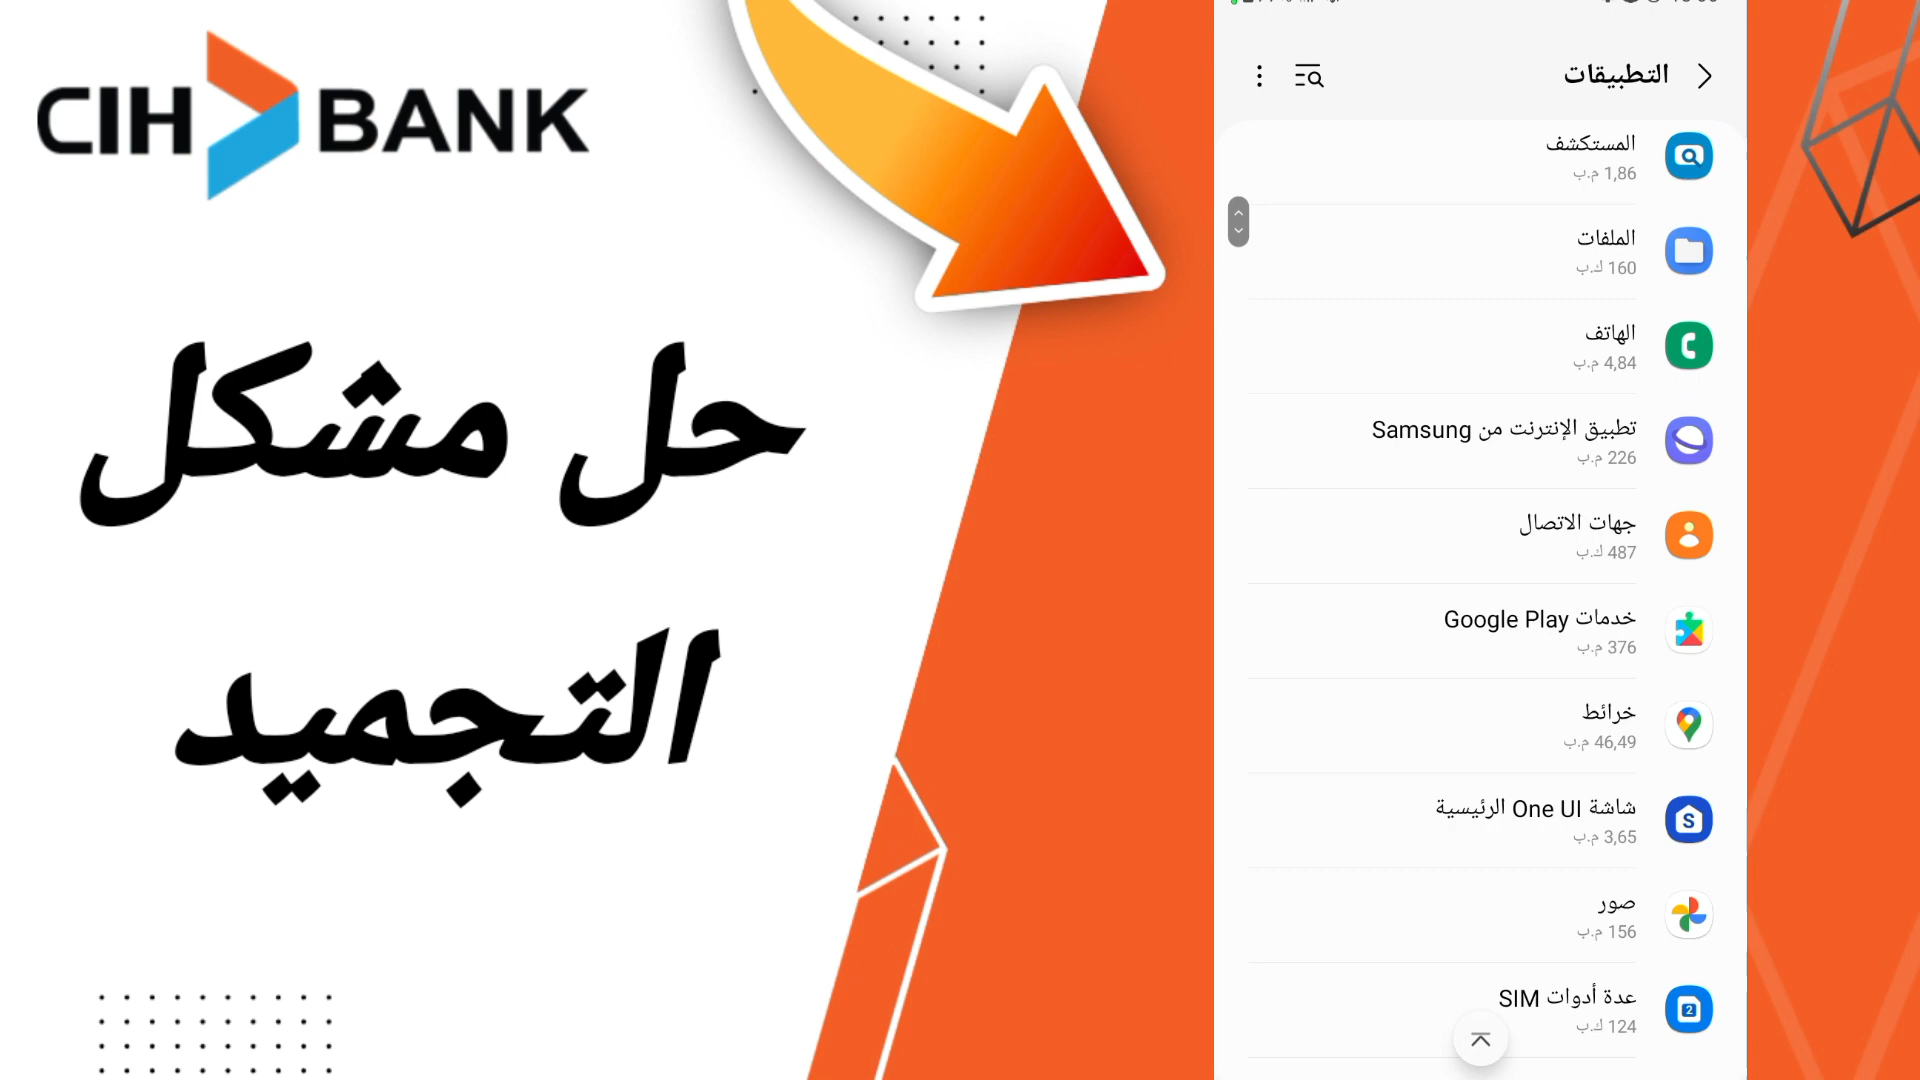 CIH BANK
حل مشكل
التجميد
التطبيقات
المستكشف
1,86 م.ب
الملفات
160 ك.ب
الهاتف
4,84 م.ب
تطبيق الإنترنت من Samsung
226 م.ب
جهات الاتصال
487 ك.ب
خدمات Google Play
376 م.ب
خرائط
46,49 م.ب
شاشة One UI الرئيسية
3,65 م.ب
صور
156 م.ب
عدة أدوات SIM
124 ك.ب